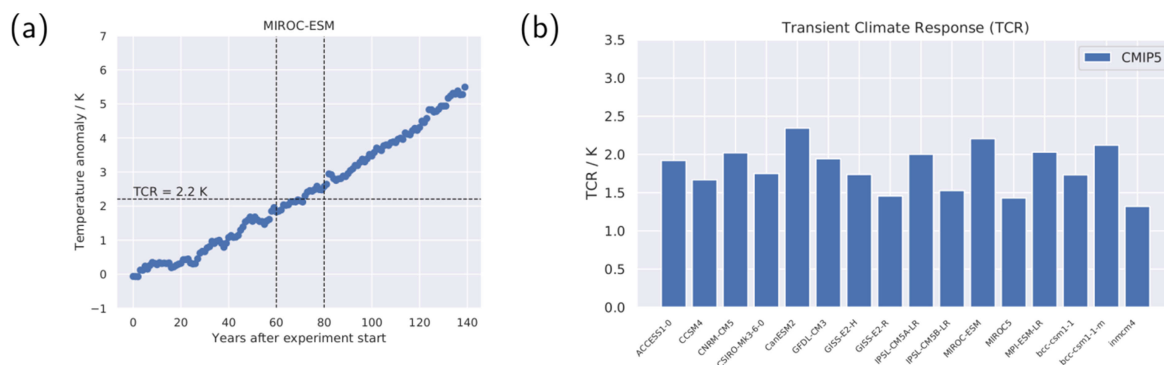 (a)
MIROC-ESM
7
6
5
4
3
2
1
0
−1
Temperature anomaly / K
TCR = 2.2 K
0 20 40 60 80 100 120 140
Years after experiment start
(b)
Transient Climate Response (TCR)
CMIP5
3.5
3.0
2.5
2.0
1.5
1.0
0.5
0.0
TCR / K
ACCESS1-0
CCSM4
CNRM-CM5
CSIRO-Mk3-6-0
CanESM2
GFDL-CM3
GISS-E2-H
GISS-E2-R
IPSL-CM5A-LR
IPSL-CM5B-LR
MIROC-ESM
MIROC5
MPI-ESM-LR
bcc-csm1-1
bcc-csm1-1-m
inmcm4